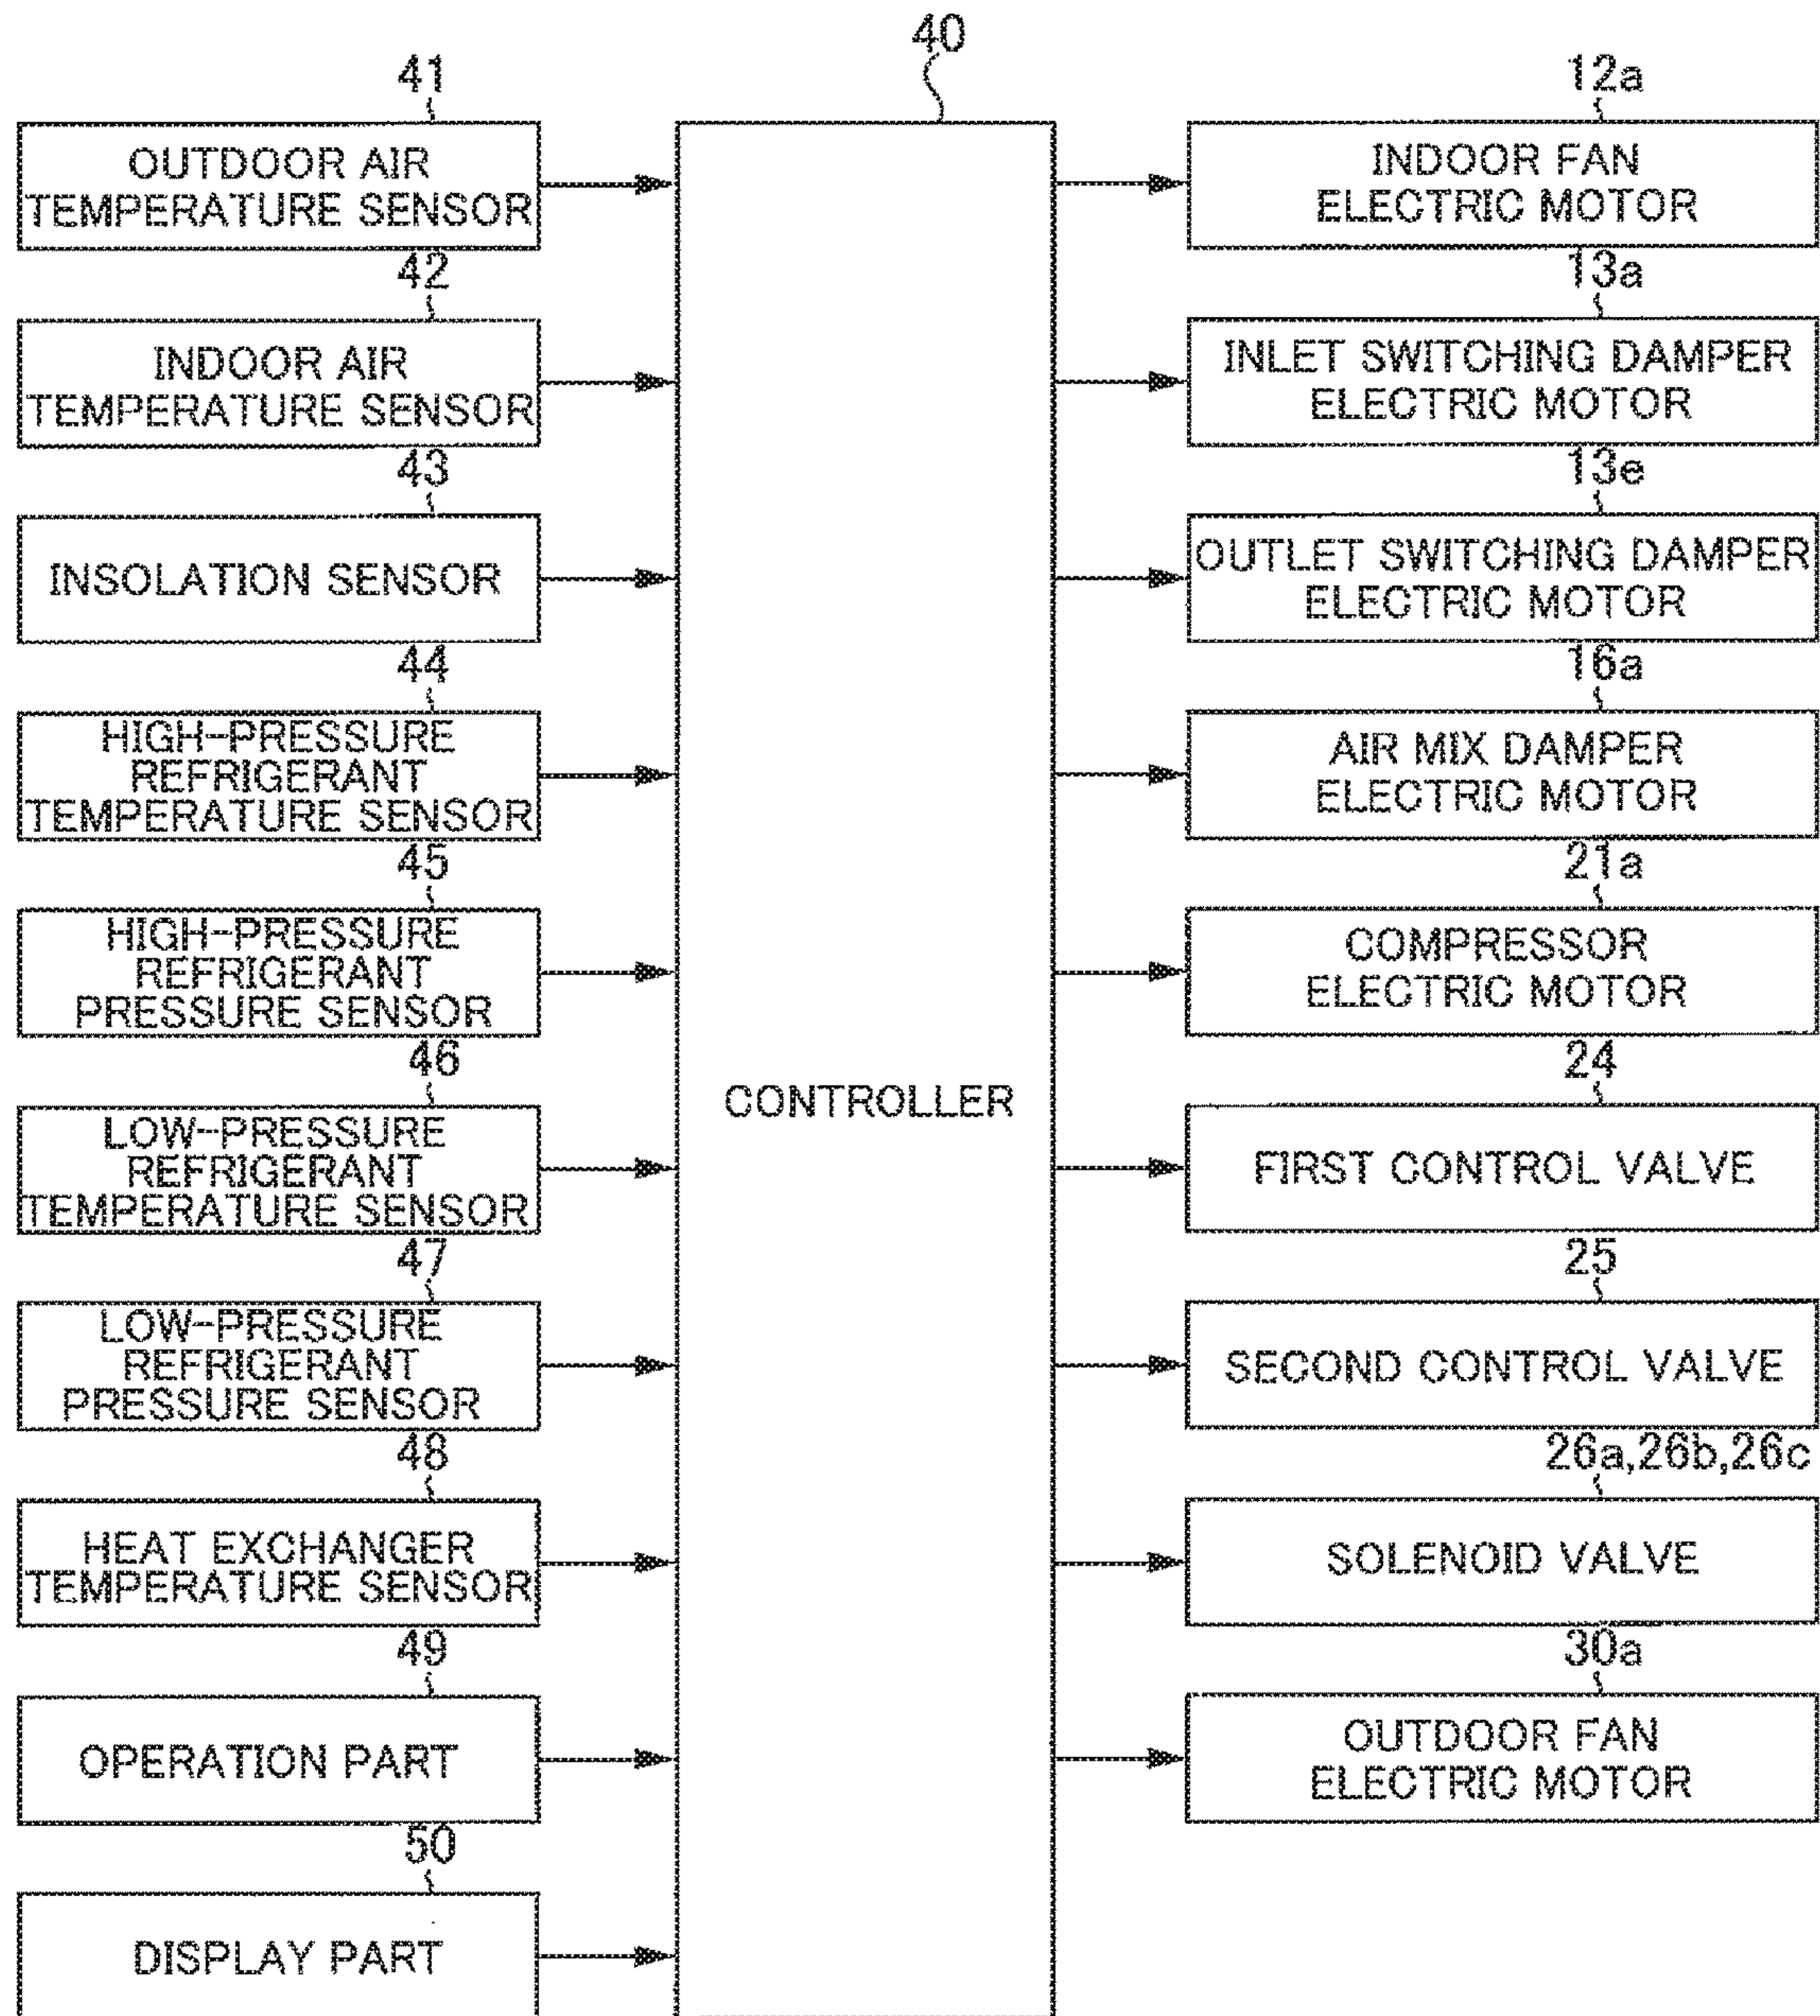 40
41
OUTDOOR AIR
TEMPERATURE SENSOR
42
INDOOR AIR
TEMPERATURE SENSOR
43
INSOLATION SENSOR
44
HIGH-PRESSURE
REFRIGERANT
TEMPERATURE SENSOR
45
HIGH-PRESSURE
REFRIGERANT
PRESSURE SENSOR
46
LOW-PRESSURE
REFRIGERANT
TEMPERATURE SENSOR
47
LOW-PRESSURE
REFRIGERANT
PRESSURE SENSOR
48
HEAT EXCHANGER
TEMPERATURE SENSOR
49
OPERATION PART
50
DISPLAY PART
CONTROLLER
12a
INDOOR FAN
ELECTRIC MOTOR
13a
INLET SWITCHING DAMPER
ELECTRIC MOTOR
13e
OUTLET SWITCHING DAMPER
ELECTRIC MOTOR
16a
AIR MIX DAMPER
ELECTRIC MOTOR
21a
COMPRESSOR
ELECTRIC MOTOR
24
FIRST CONTROL VALVE
25
SECOND CONTROL VALVE
26a,26b,26c
SOLENOID VALVE
30a
OUTDOOR FAN
ELECTRIC MOTOR